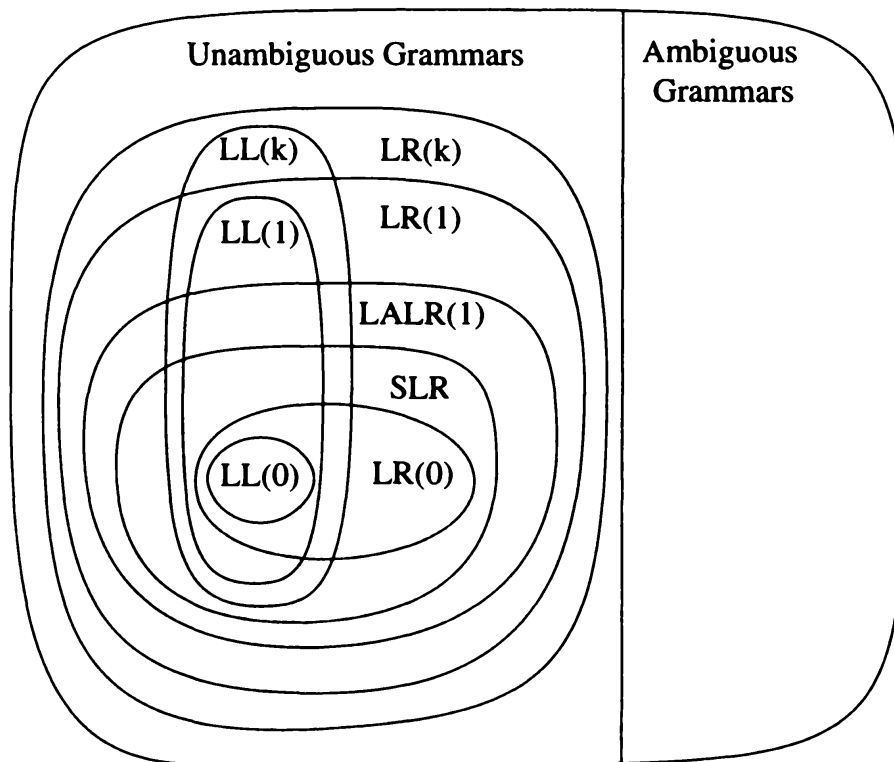 Unambiguous Grammars
Ambiguous
Grammars
LL(k)
LR(k)
LL(1)
LR(1)
LALR(1)
SLR
LL(0)
LR(0)